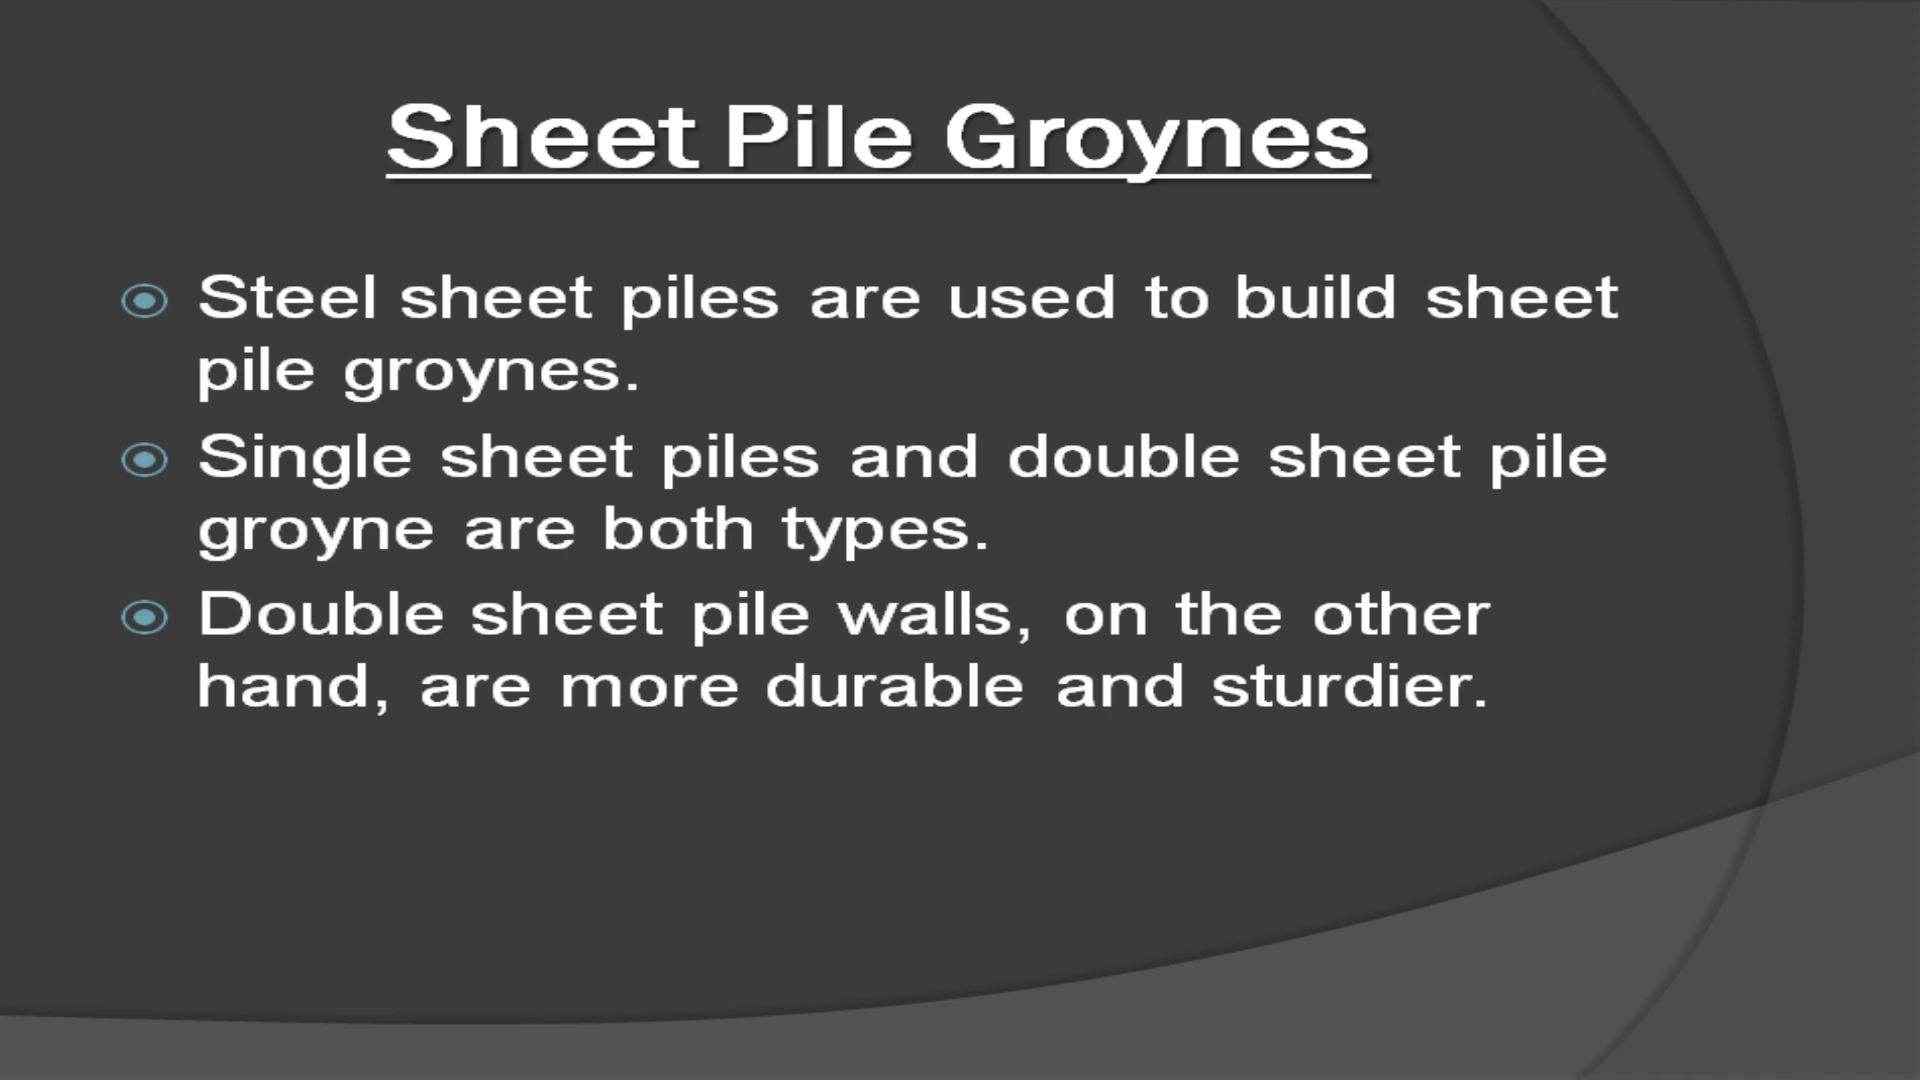 Sheet Pile Groynes
Steel sheet piles are used to build sheet
pile groynes.
Single sheet piles and double sheet pile
groyne are both types.
Double sheet pile walls, on the other
hand, are more durable and sturdier.